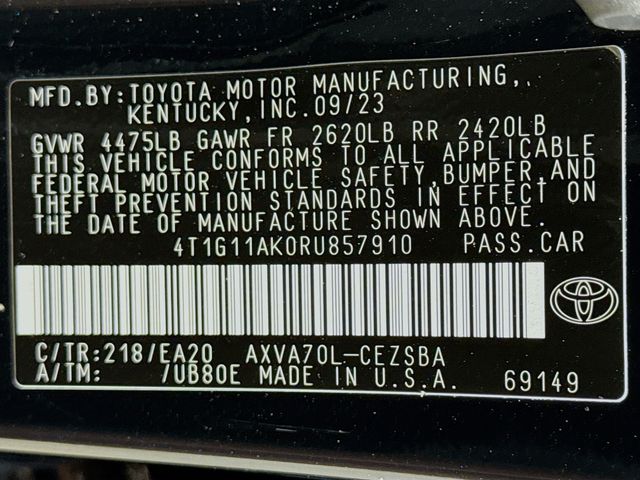 MFD.BY:TOYOTA MOTOR MANUFACTURING,
KENTUCKY,INC.09/23
GVWR 4475LB GAWR FR 2620LB RR 2420LB
THIS VEHICLE CONFORMS TO ALL APPLICABLE
FEDERAL MOTOR VEHICLE SAFETY,BUMPER,AND
THEFT PREVENTION STANDARDS IN EFFECT ON
THE DATE OF MANUFACTURE SHOWN ABOVE.
4T1G11AK0RU857910 PASS.CAR
C/TR:218/EA20 AXVA70L-CEZSBA
A/TM: /UB80E MADE IN U.S.A. 69149